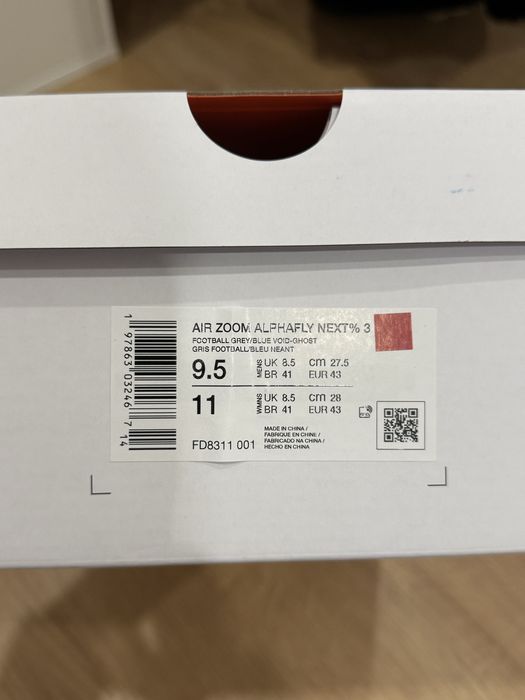 AIR ZOOM ALPHAFLY NEXT% 3
FOOTBALL GREY/BLUE VOID-GHOST
GRIS FOOTBALL/BLEU NEANT
9.5 MENS UK 8.5 cm 27.5
BR 41 EUR 43
11 WMNS UK 8.5 cm 28
BR 41 EUR 43
FD8311 001
MADE IN CHINA /
FABRIQUE EN CHINE /
FABRICADO NA CHINA /
HECHO EN CHINA
1 97863 03246 7 14